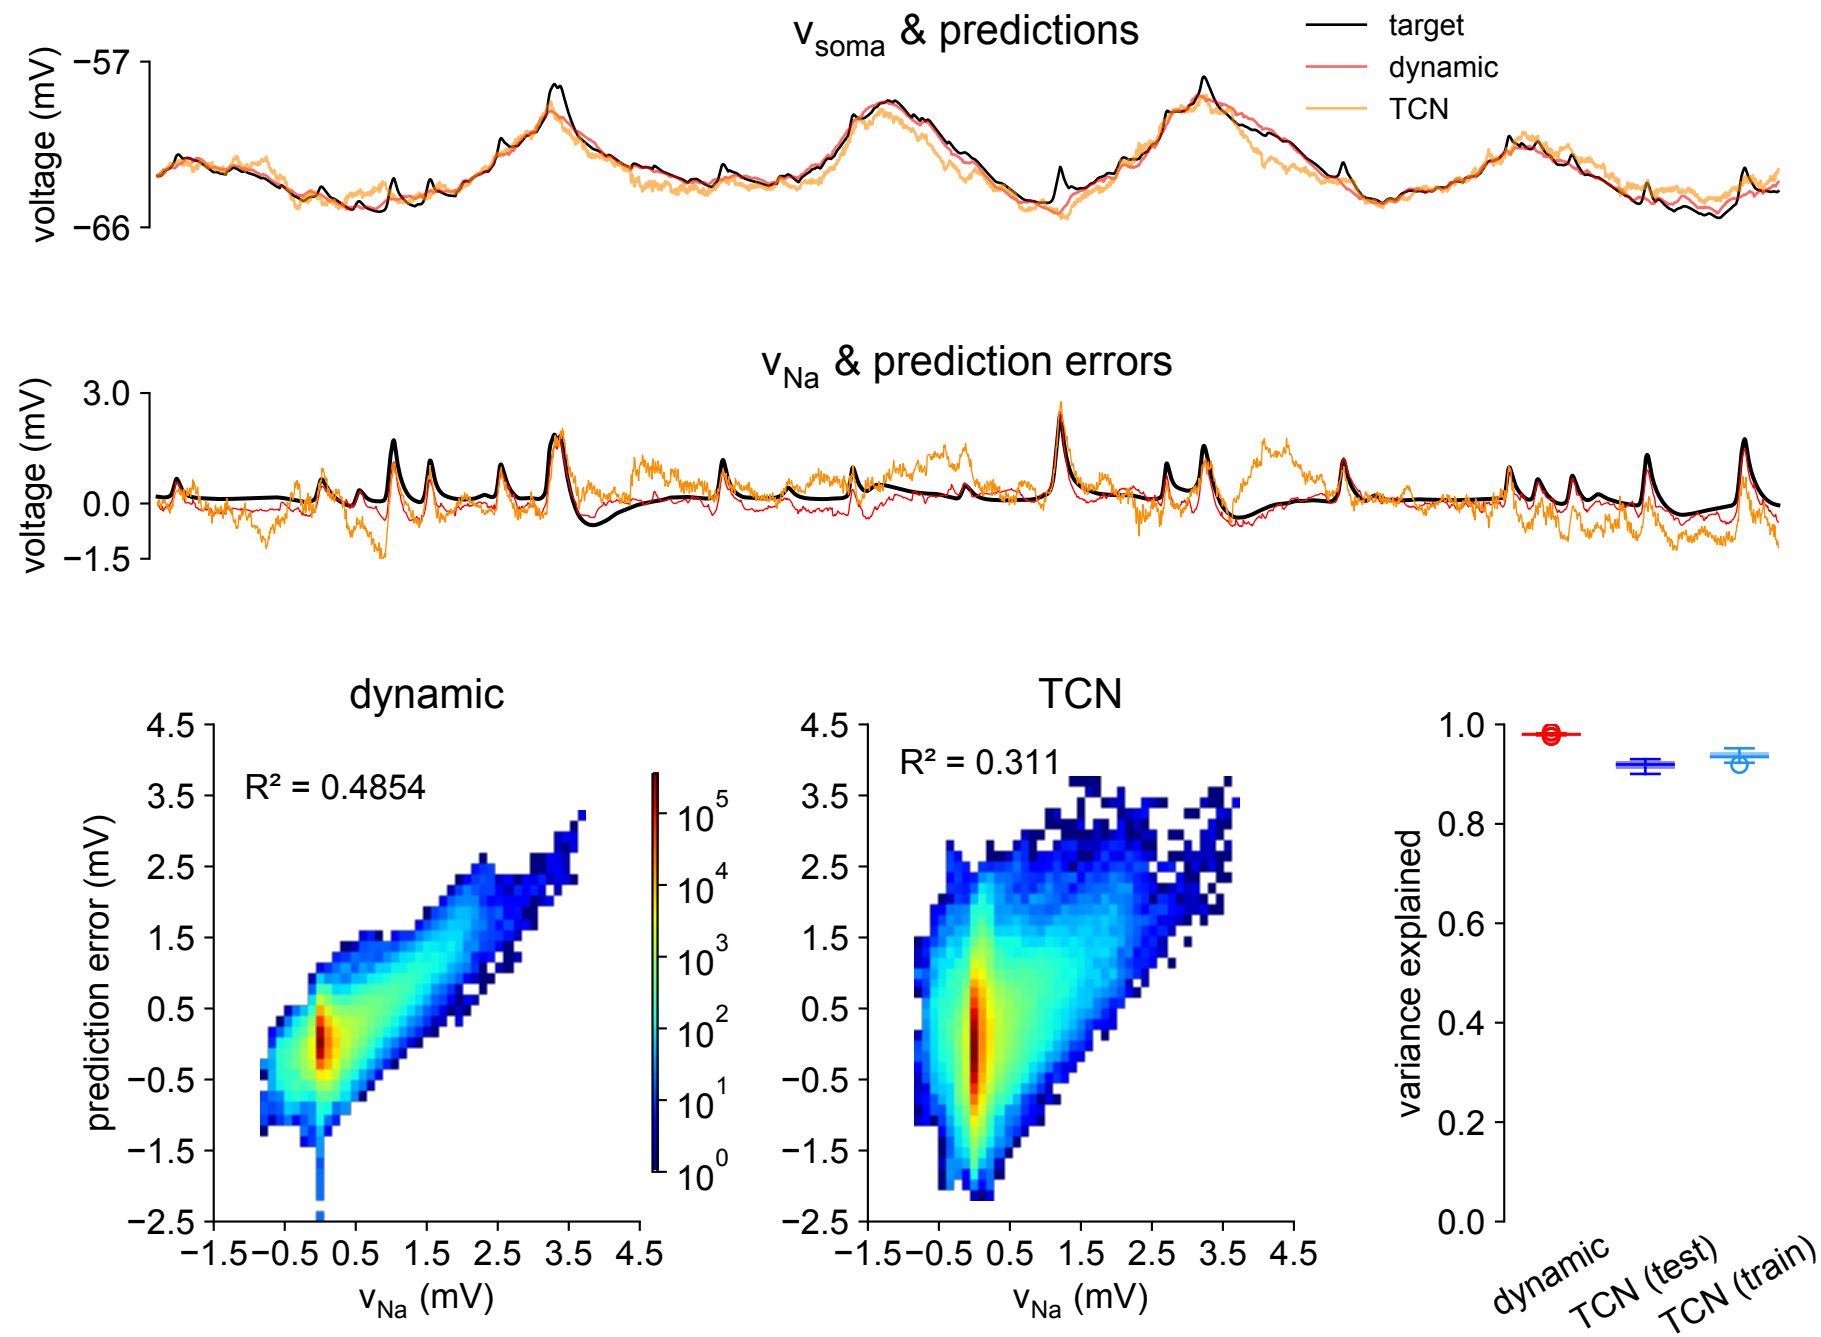 v_soma & predictions
target
dynamic
TCN
voltage (mV)
−57
−66
v_Na & prediction errors
voltage (mV)
3.0
0.0
−1.5
dynamic
R² = 0.4854
prediction error (mV)
4.5
3.5
2.5
1.5
0.5
−0.5
−1.5
−2.5
−1.5 −0.5 0.5 1.5 2.5 3.5 4.5
v_Na (mV)
10^5
10^4
10^3
10^2
10^1
10^0
TCN
R² = 0.311
4.5
3.5
2.5
1.5
0.5
−0.5
−1.5
−2.5
−1.5 −0.5 0.5 1.5 2.5 3.5 4.5
v_Na (mV)
variance explained
1.0
0.8
0.6
0.4
0.2
0.0
dynamic
TCN (test)
TCN (train)